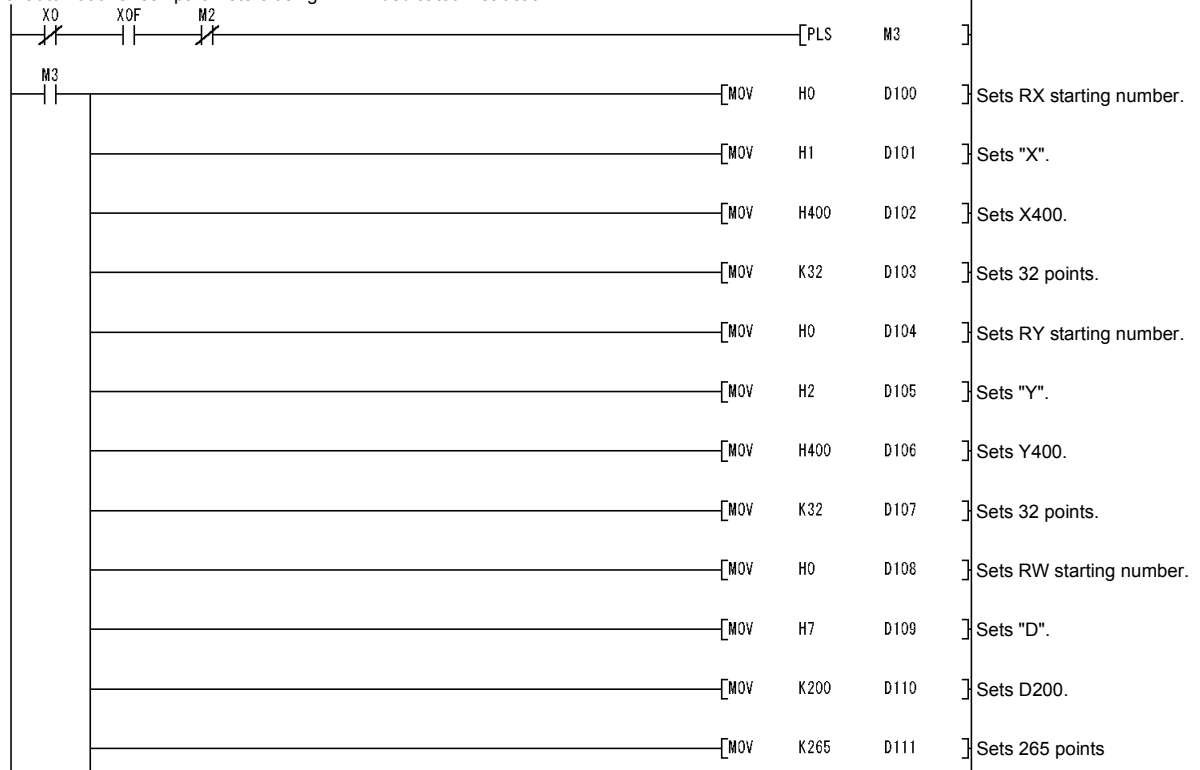 X0 X0F M2
[PLS M3 ]
M3
[MOV H0 D100 ] Sets RX starting number.
[MOV H1 D101 ] Sets "X".
[MOV H400 D102 ] Sets X400.
[MOV K32 D103 ] Sets 32 points.
[MOV H0 D104 ] Sets RY starting number.
[MOV H2 D105 ] Sets "Y".
[MOV H400 D106 ] Sets Y400.
[MOV K32 D107 ] Sets 32 points.
[MOV H0 D108 ] Sets RW starting number.
[MOV H7 D109 ] Sets "D".
[MOV K200 D110 ] Sets D200.
[MOV K265 D111 ] Sets 265 points